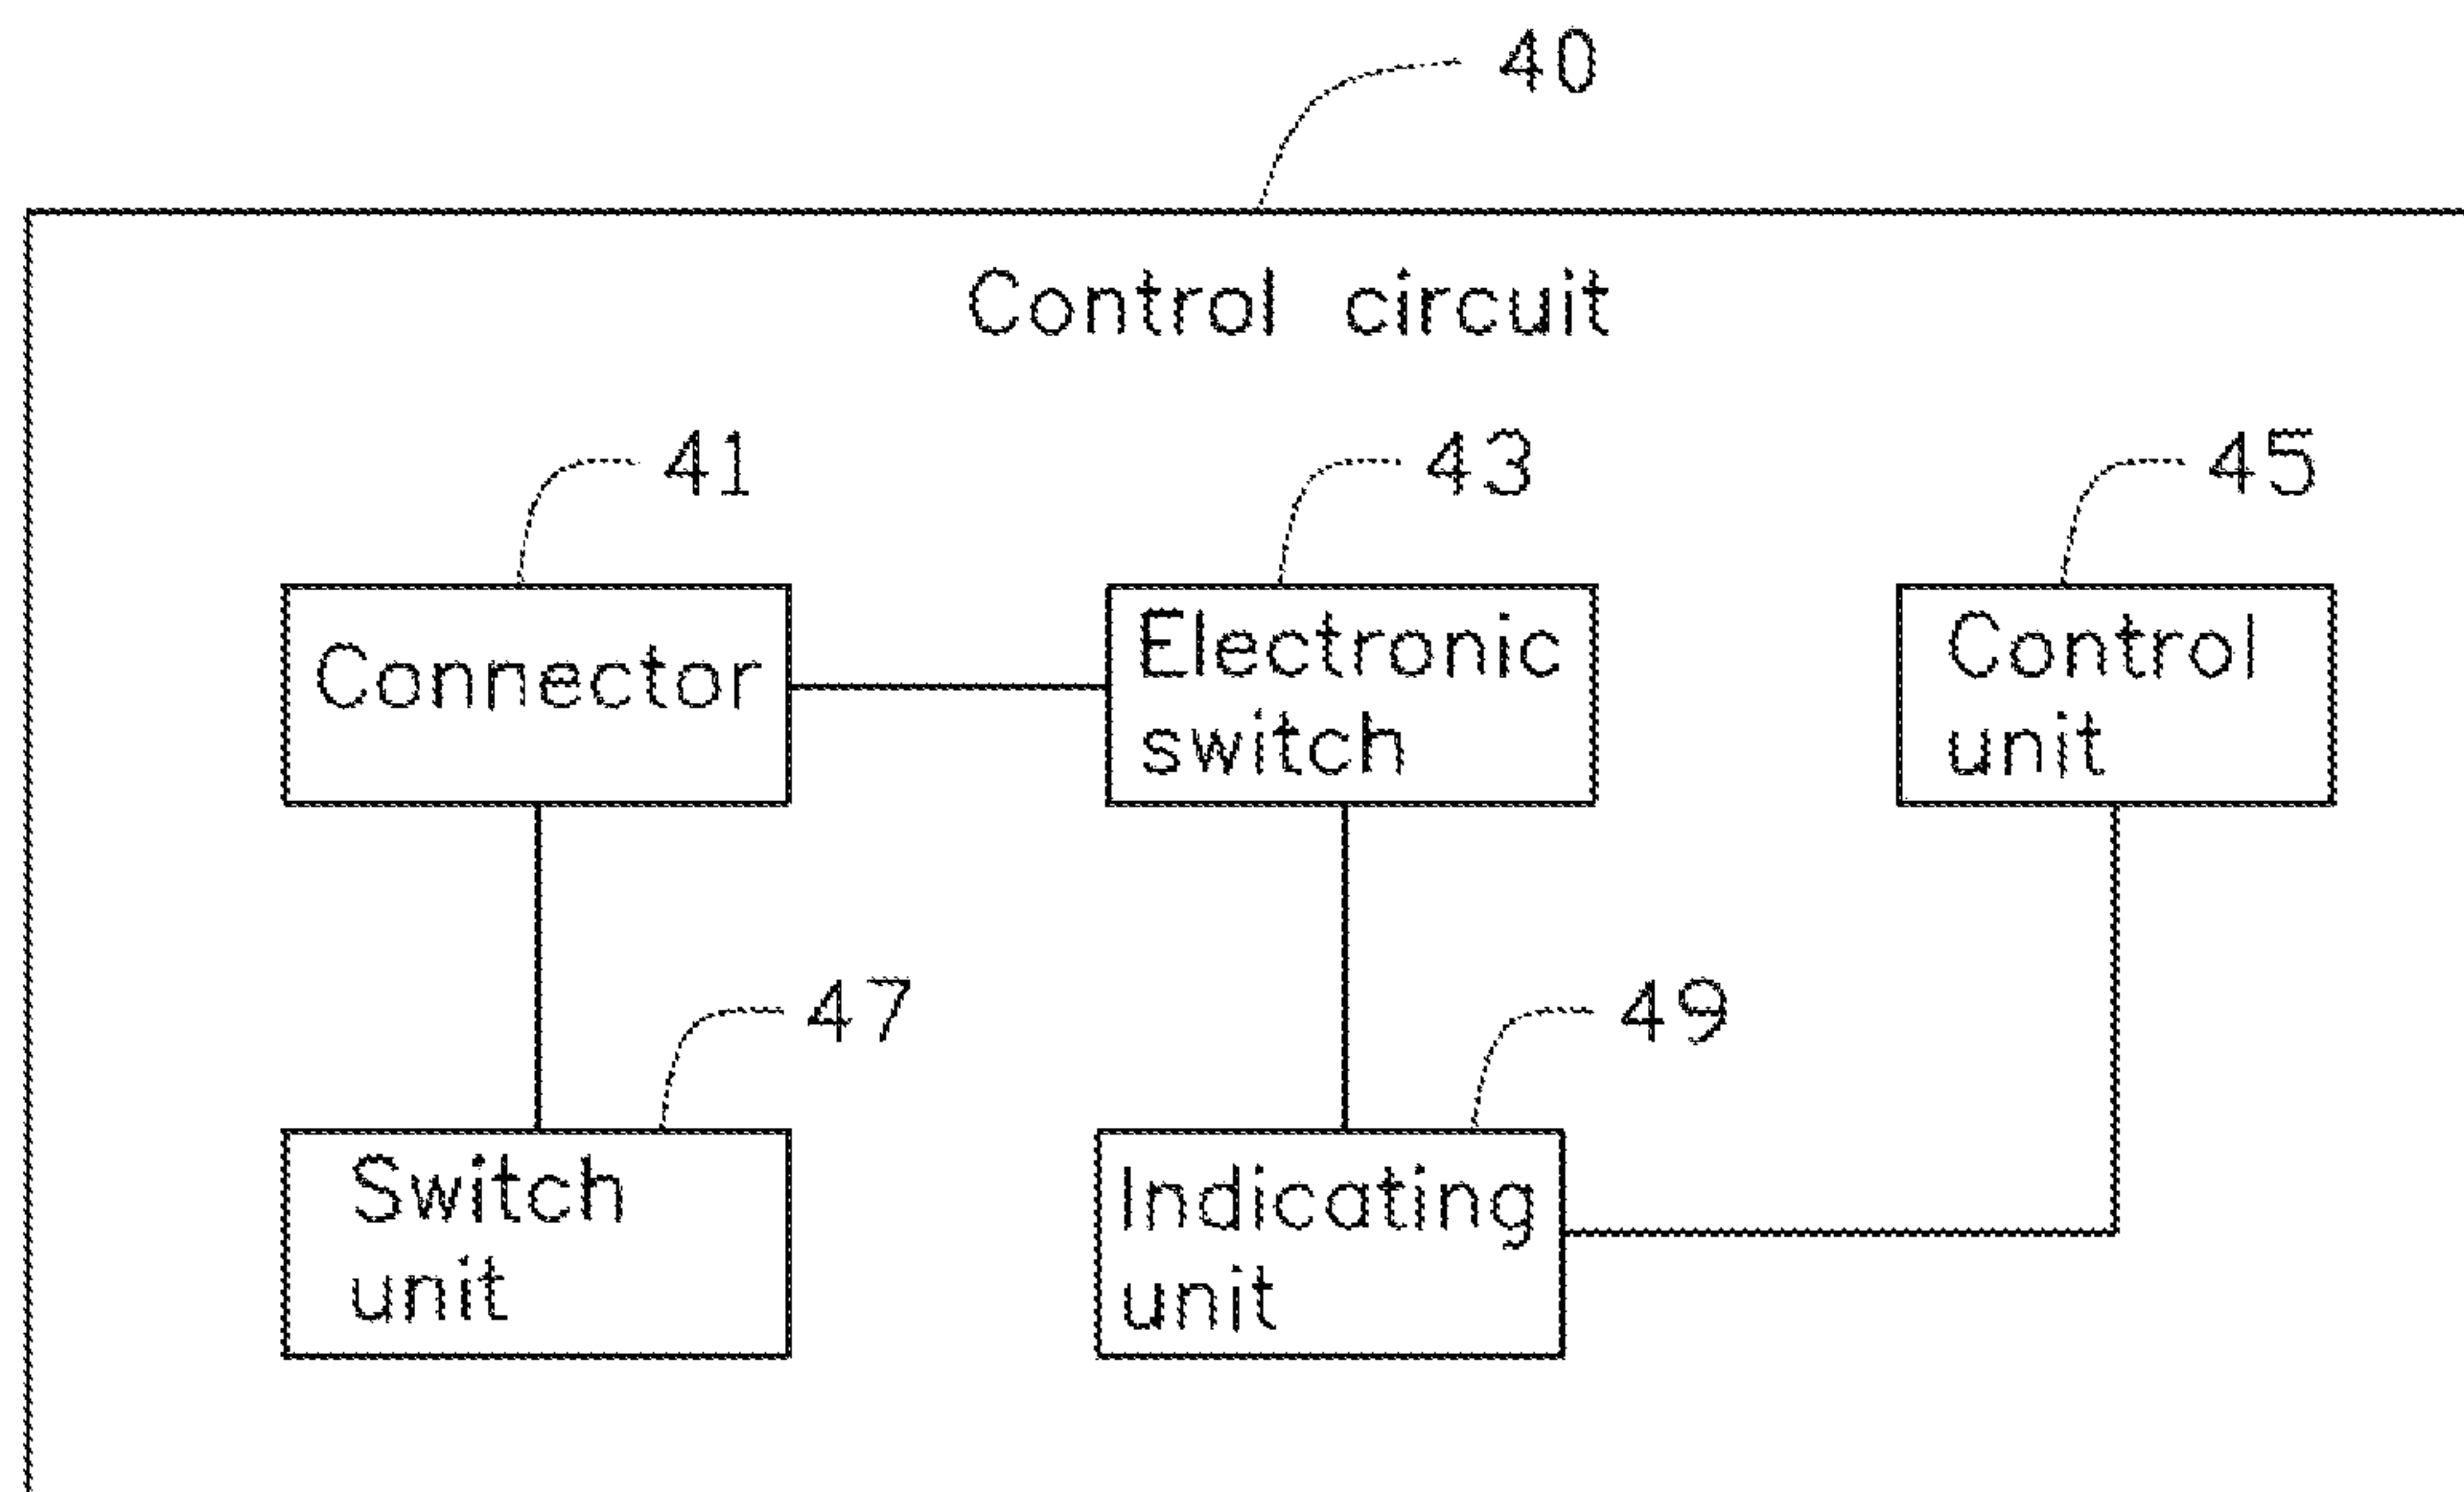 40
Control circuit
41
43
45
Connector
Electronic
switch
Control
unit
47
49
Switch
unit
Indicating
unit